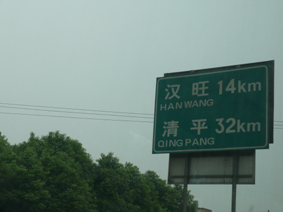 汉旺 14km
HANWANG
清平 32km
QINGPANG